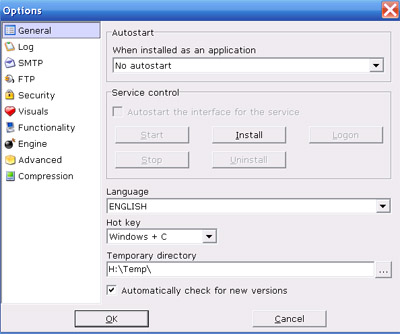 Options
General
Log
SMTP
FTP
Security
Visuals
Functionality
Engine
Advanced
Compression
Autostart
When installed as an application
No autostart
Service control
Autostart the interface for the service
Start Install Logon
Stop Uninstall
Language
ENGLISH
Hot key
Windows + C
Temporary directory
H:\Temp\
...
Automatically check for new versions
OK Cancel